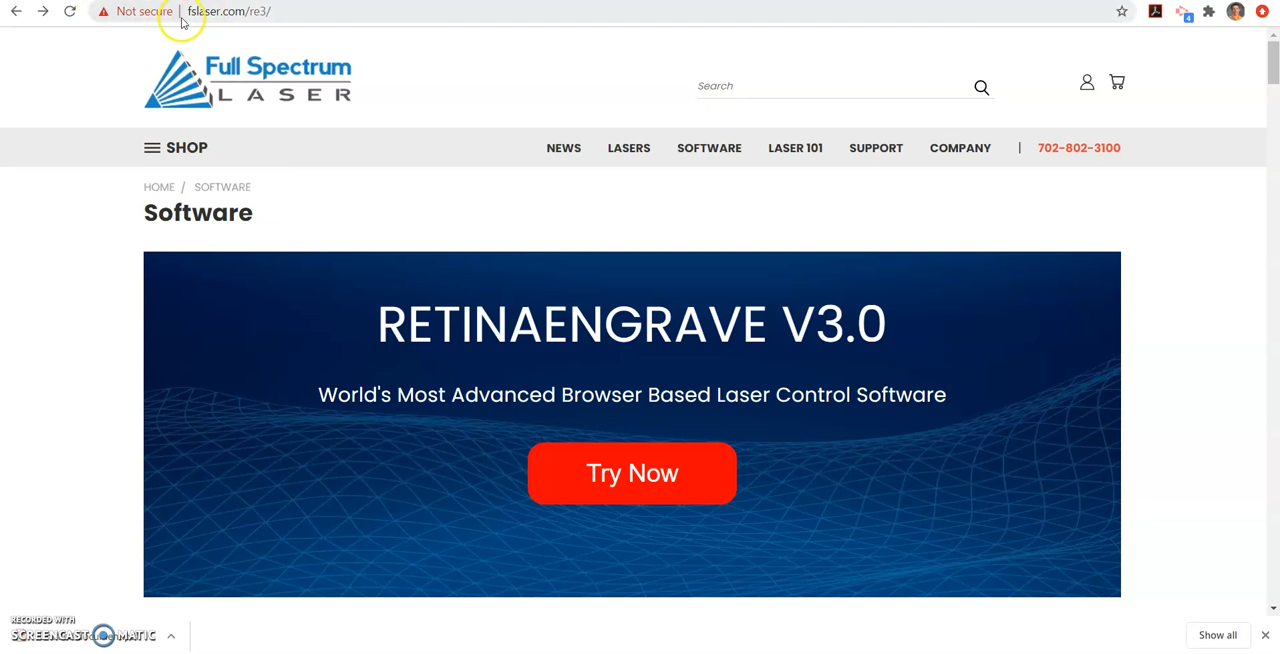 Not secure | fslaser.com/re3/
4
Full Spectrum
LASER
Search
SHOP
NEWS LASERS SOFTWARE LASER 101 SUPPORT COMPANY | 702-802-3100
HOME / SOFTWARE
Software
RETINAENGRAVE V3.0
World's Most Advanced Browser Based Laser Control Software
Try Now
RECORDED WITH
SCREENCAST MATIC
Show all